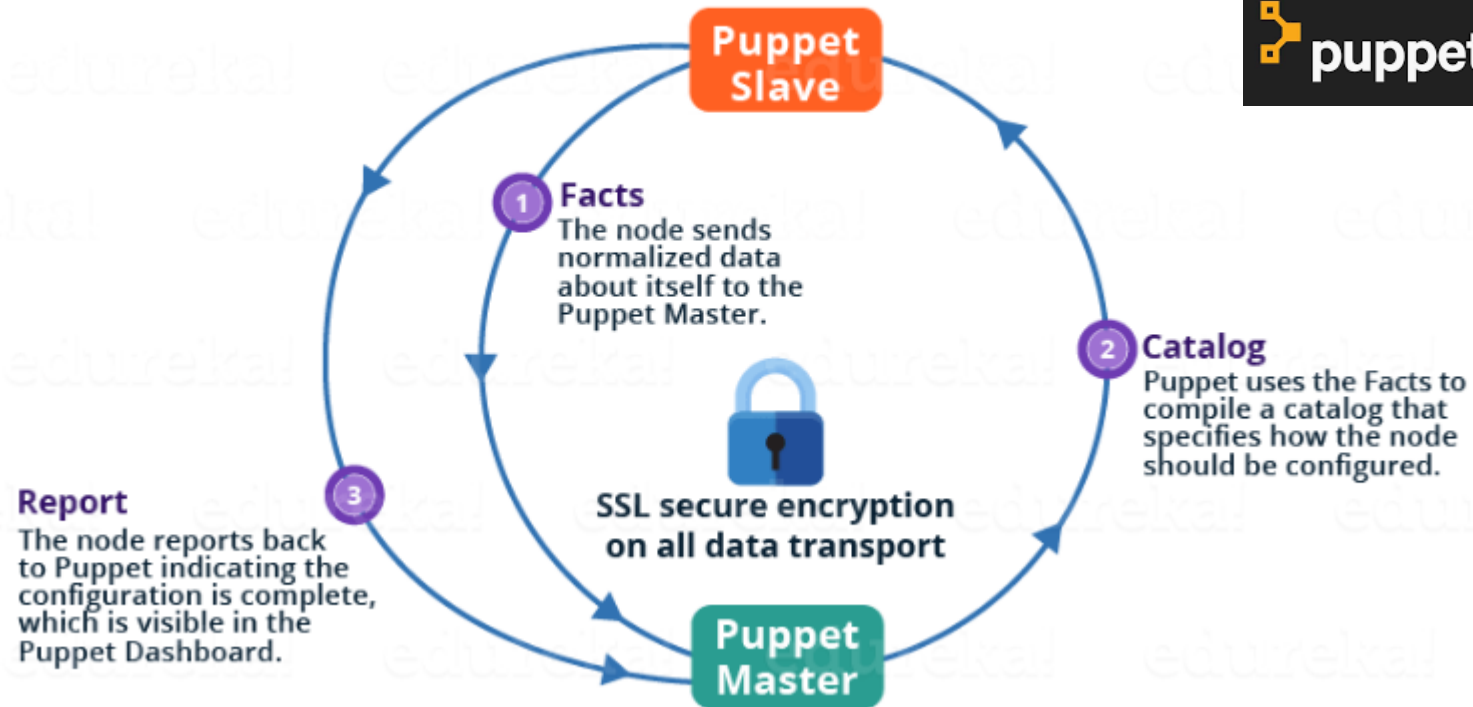 Puppet
Slave
puppet
1
Facts
The node sends
normalized data
about itself to the
Puppet Master.
2
Catalog
Puppet uses the Facts to
compile a catalog that
specifies how the node
should be configured.
SSL secure encryption
on all data transport
3
Report
The node reports back
to Puppet indicating the
configuration is complete,
which is visible in the
Puppet Dashboard.
Puppet
Master
edureka!